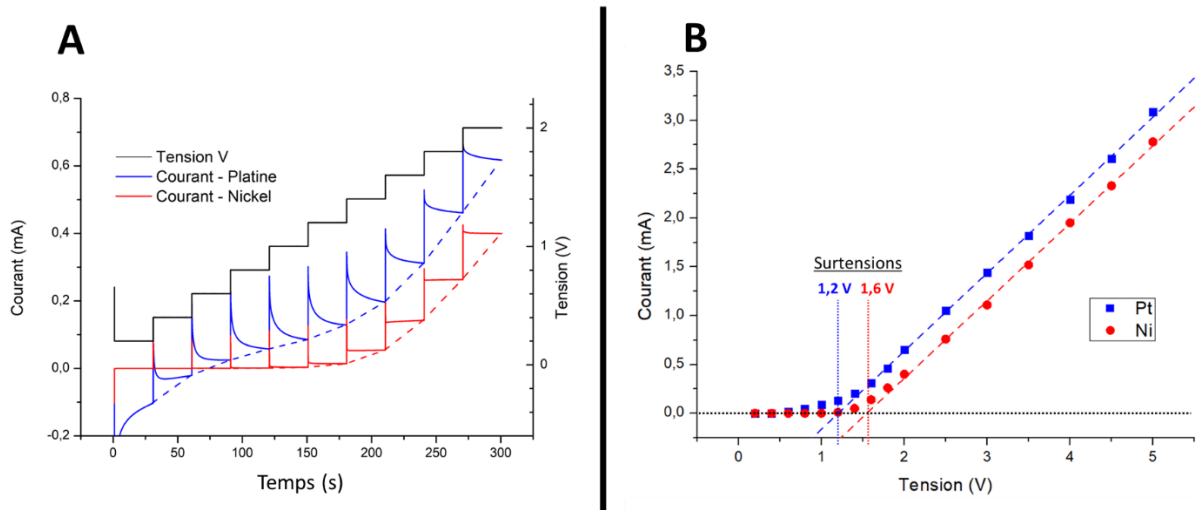 A
0,8
0,6
0,4
0,2
0,0
-0,2
Courant (mA)
Tension V
Courant - Platine
Courant - Nickel
2
1
0
Tension (V)
0 50 100 150 200 250 300
Temps (s)
B
3,5
3,0
2,5
2,0
1,5
1,0
0,5
0,0
Courant (mA)
Surtensions
1,2 V 1,6 V
Pt
Ni
0 1 2 3 4 5
Tension (V)